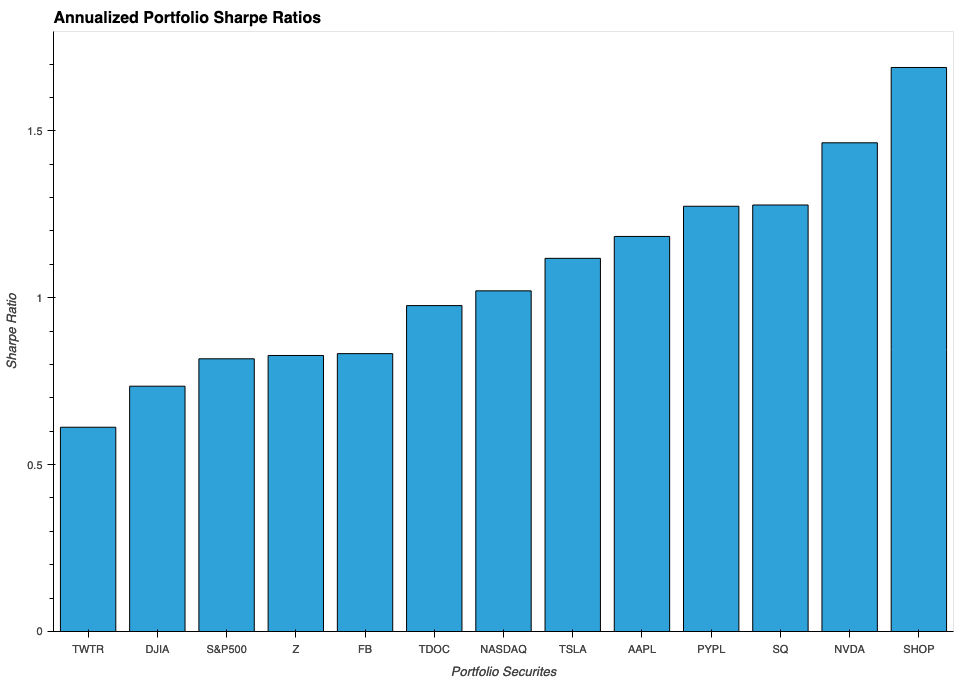 Annualized Portfolio Sharpe Ratios
Sharpe Ratio
1.5
1
0.5
0
TWTR DJIA S&P500 Z FB TDOC NASDAQ TSLA AAPL PYPL SQ NVDA SHOP
Portfolio Securites